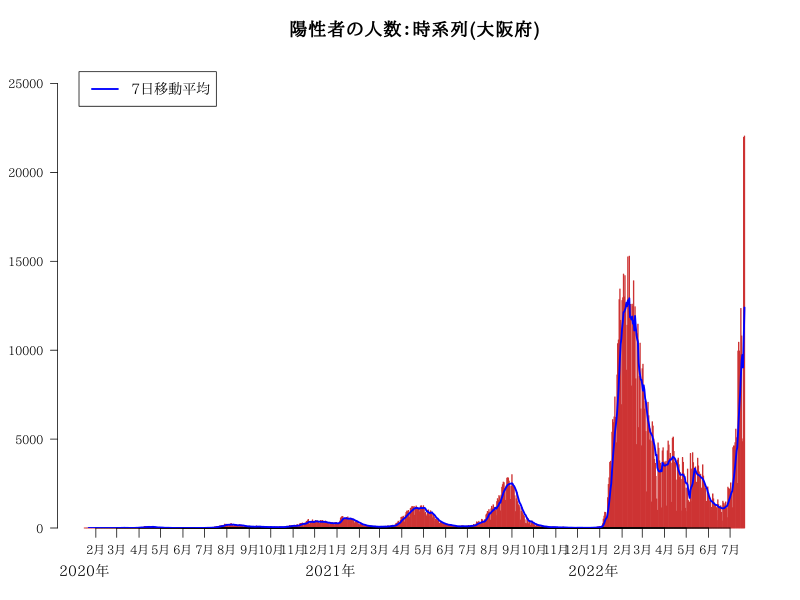 陽性者の人数:時系列(大阪府)
7日移動平均
25000
20000
15000
10000
5000
0
2月 3月 4月 5月 6月 7月 8月 9月 10月 11月 12月 1月 2月 3月 4月 5月 6月 7月 8月 9月 10月 11月 12月 1月 2月 3月 4月 5月 6月 7月
2020年 2021年 2022年